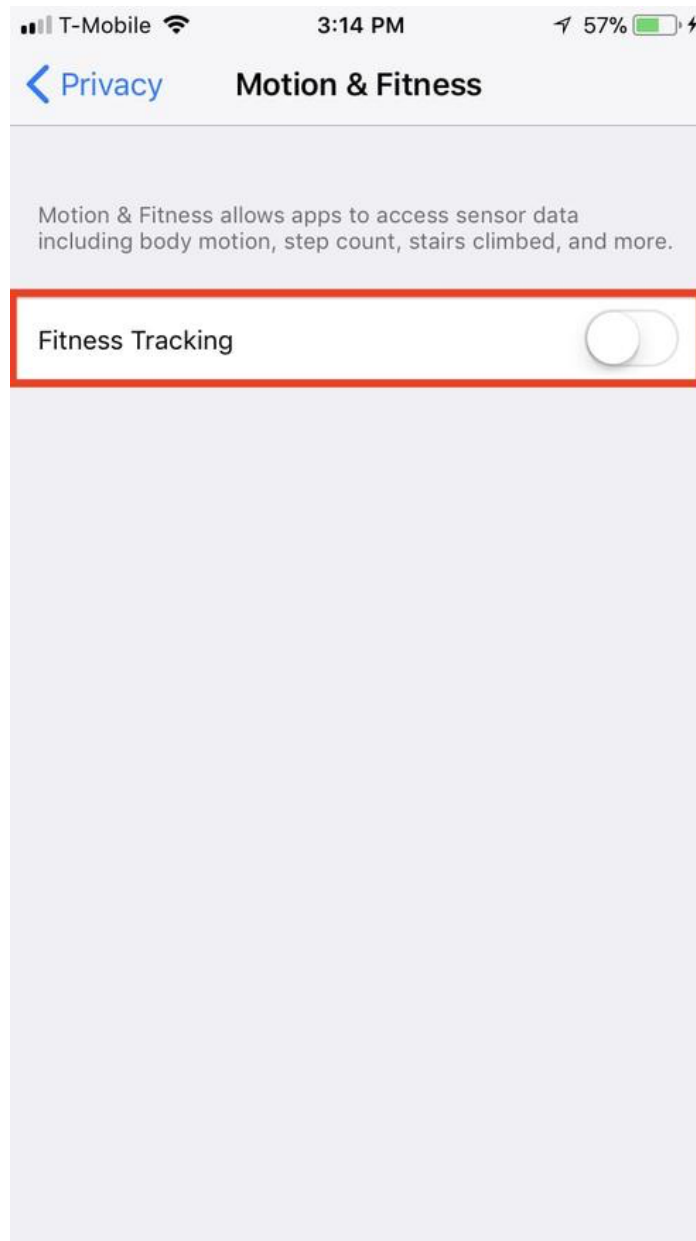 T-Mobile 3:14 PM 57%
Privacy Motion & Fitness
Motion & Fitness allows apps to access sensor data
including body motion, step count, stairs climbed, and more.
Fitness Tracking